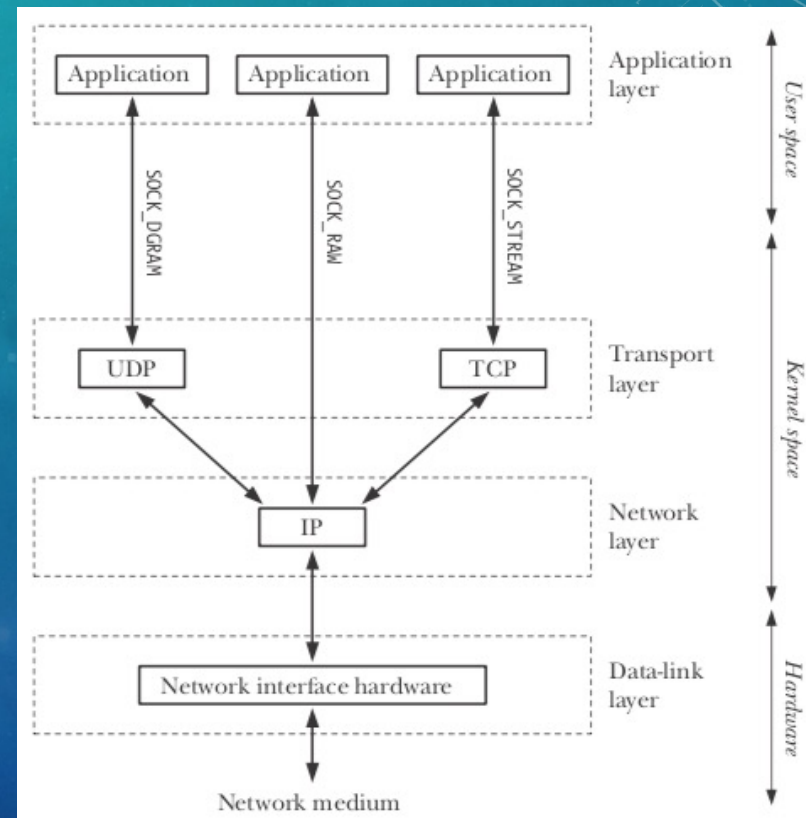 Application
Application
Application
Application
layer
User space
SOCK_DGRAM
SOCK_RAW
SOCK_STREAM
UDP
TCP
Transport
layer
Kernel space
IP
Network
layer
Network interface hardware
Data-link
layer
Hardware
Network medium